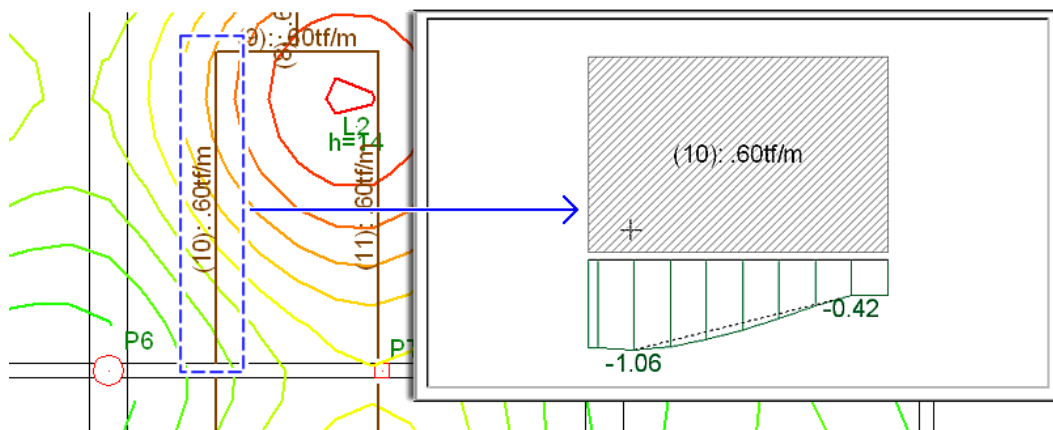 (9): .60tf/m
L2
h=14
(10): .60tf/m
(11): .60tf/m
P6
(10): .60tf/m
-0.42
-1.06